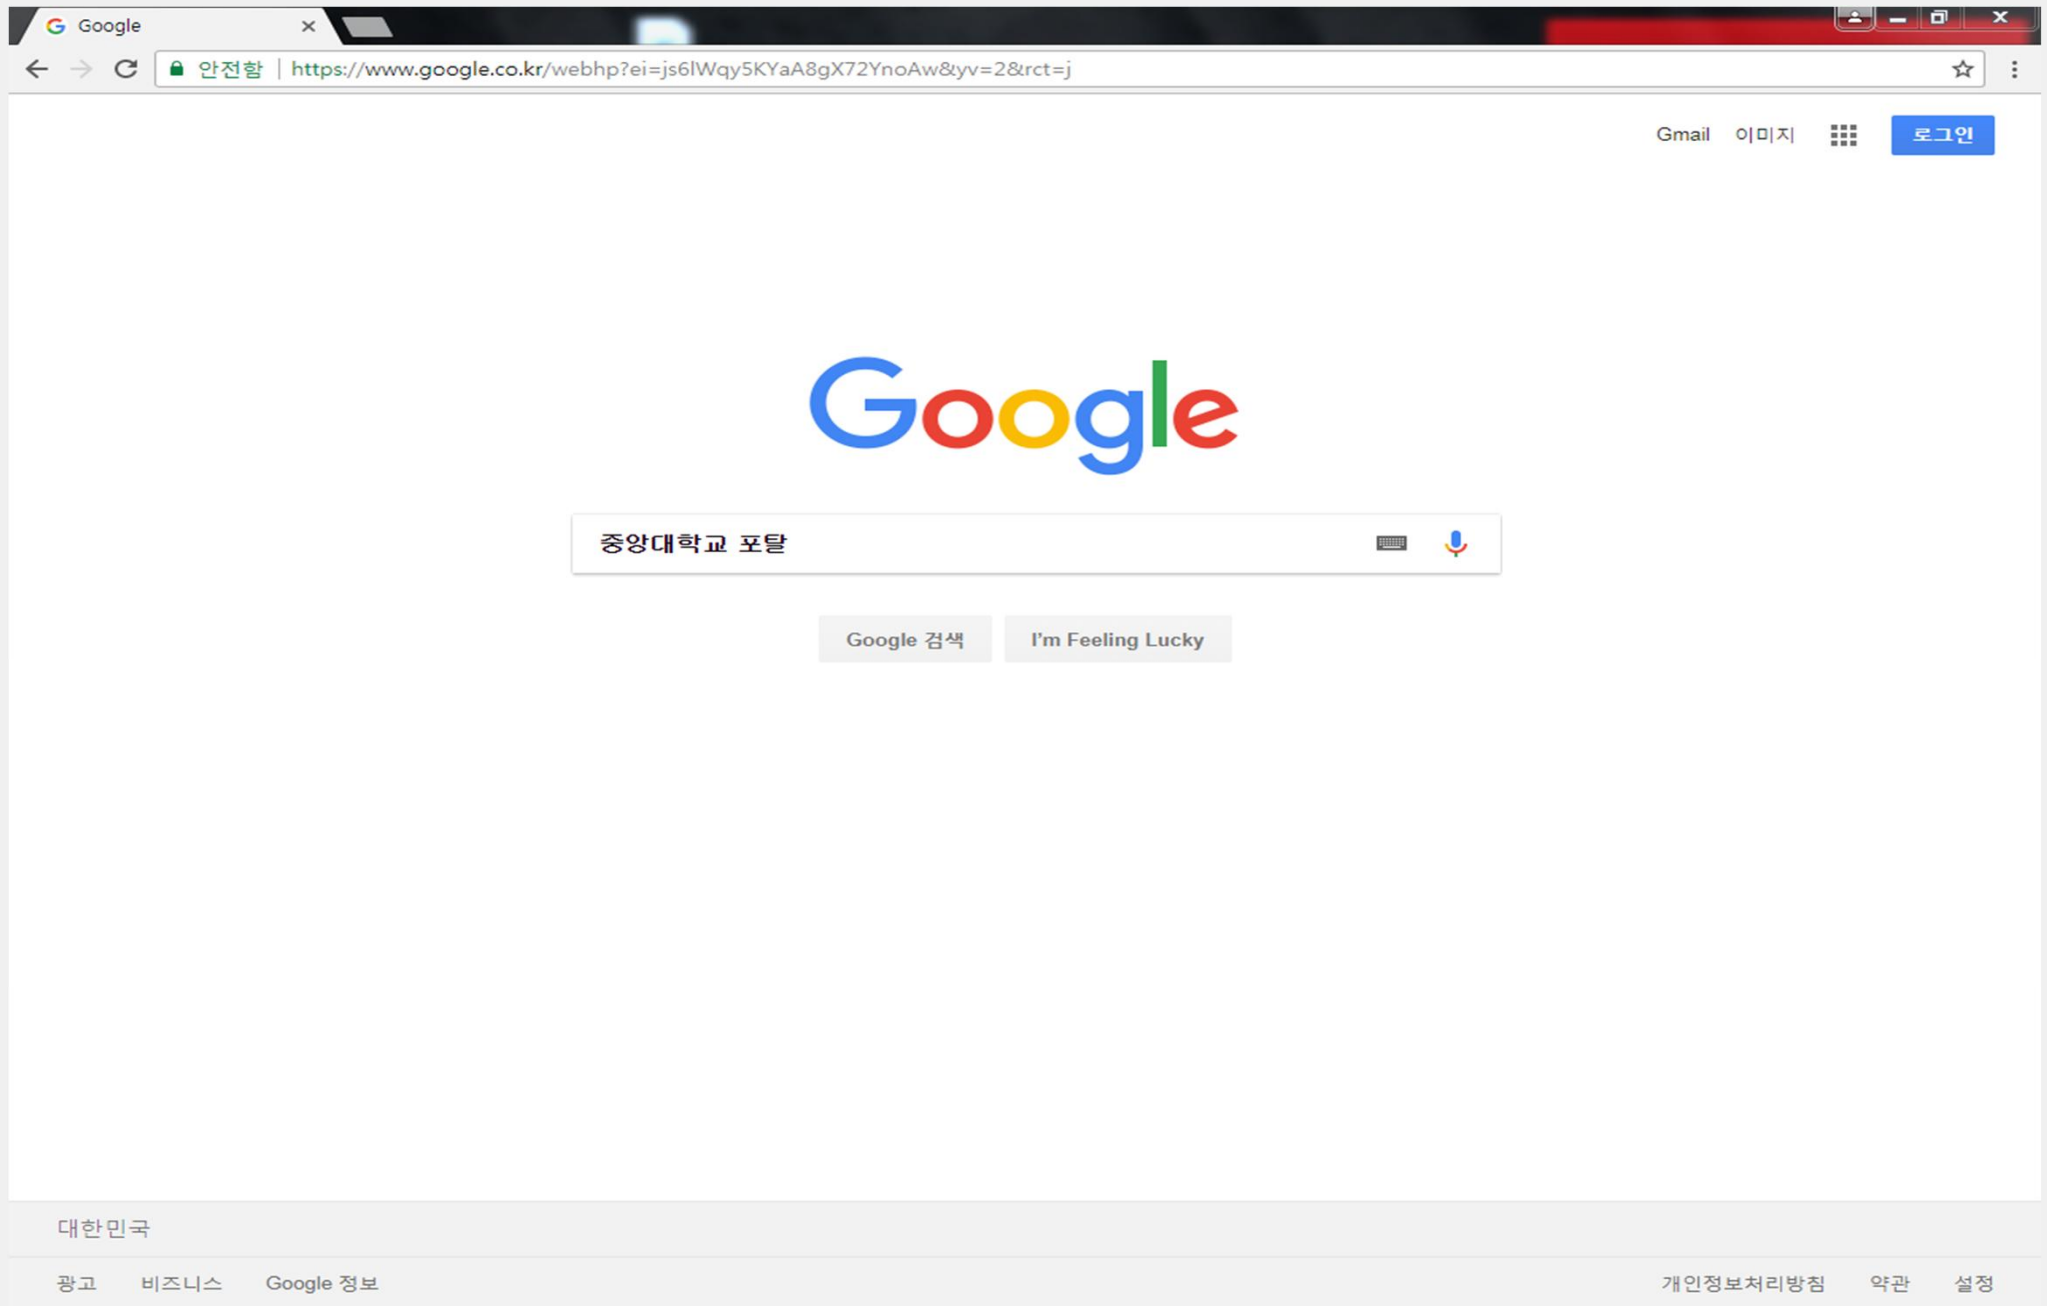 Google
안전함 | https://www.google.co.kr/webhp?ei=js6lWqy5KYaA8gX72YnoAw&yv=2&rct=j
Gmail 이미지 로그인
Google
중앙대학교 포탈
Google 검색 I'm Feeling Lucky
대한민국
광고 비즈니스 Google 정보 개인정보처리방침 약관 설정